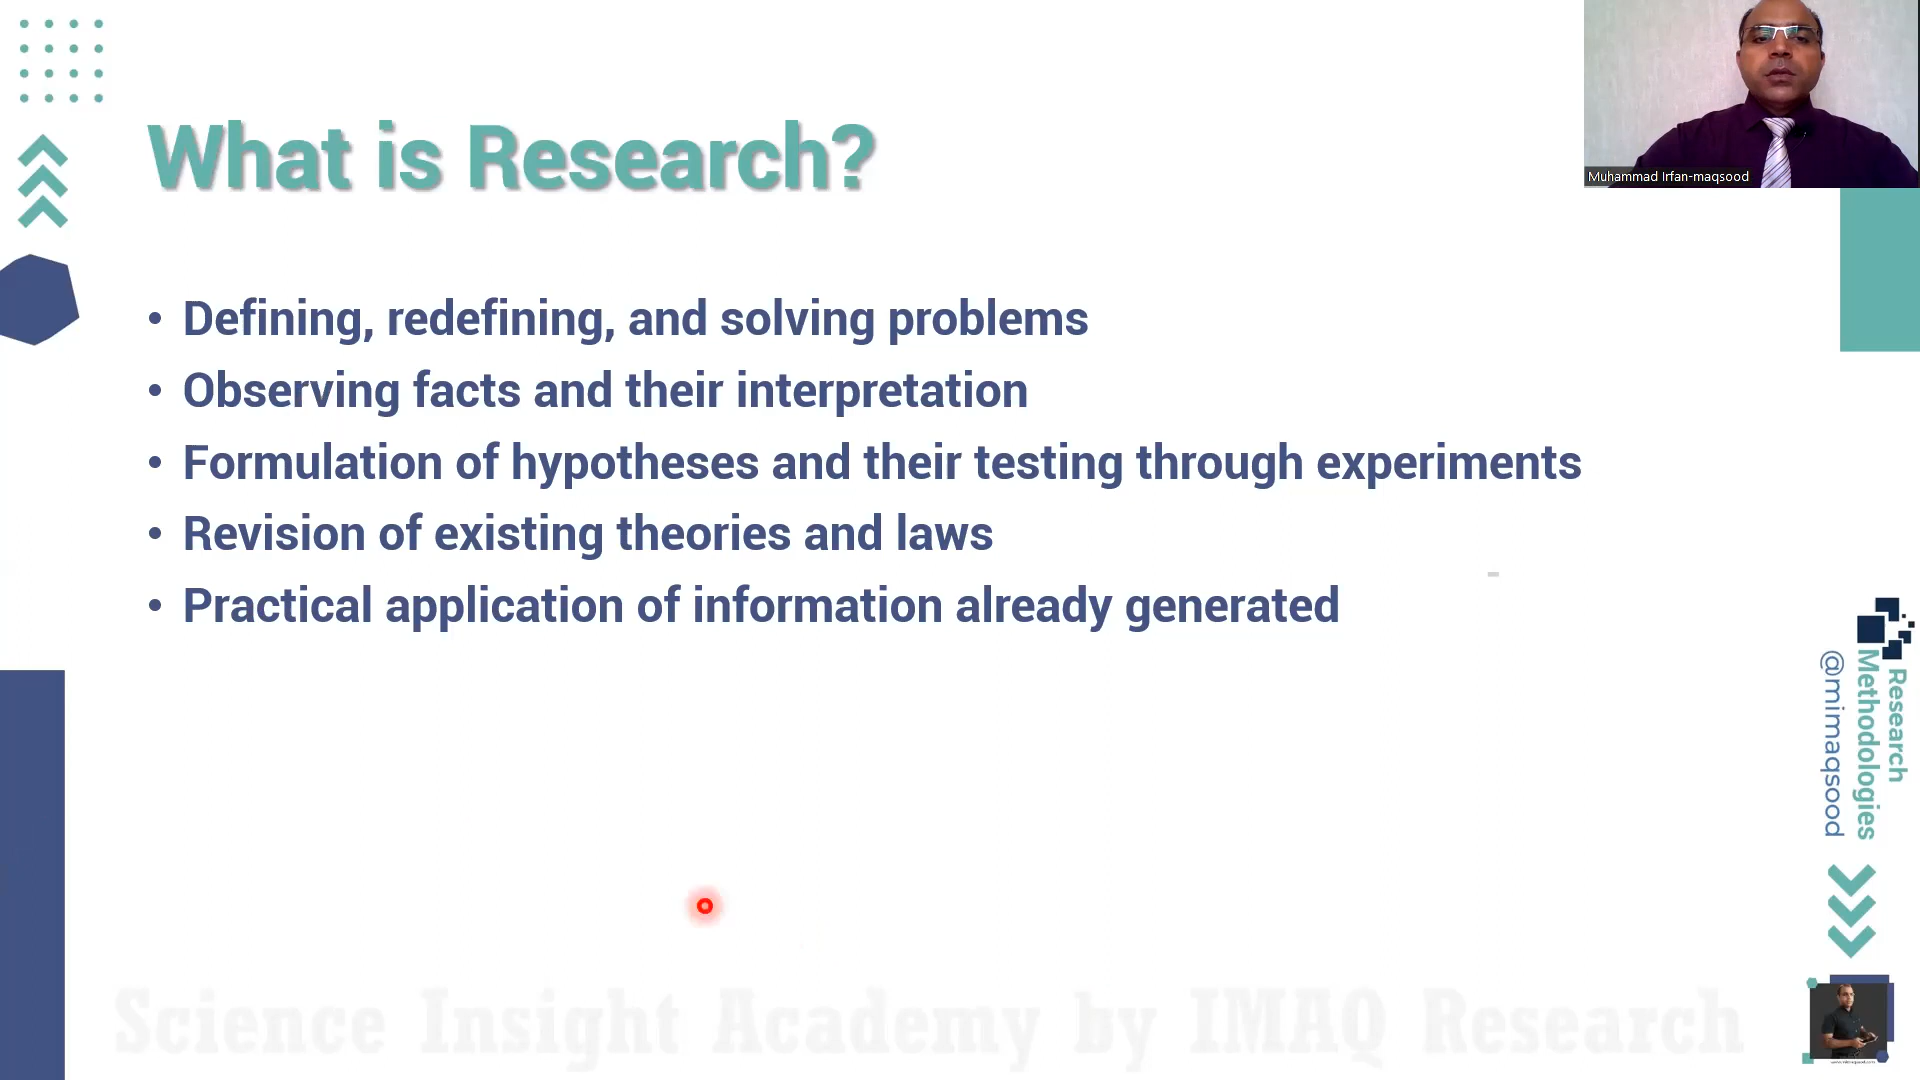 What is Research?
Muhammad Irfan-maqsood
• Defining, redefining, and solving problems
• Observing facts and their interpretation
• Formulation of hypotheses and their testing through experiments
• Revision of existing theories and laws
• Practical application of information already generated
Research
Methodologies
@mimaqsood
Science Insight Academy by IMAQ Research